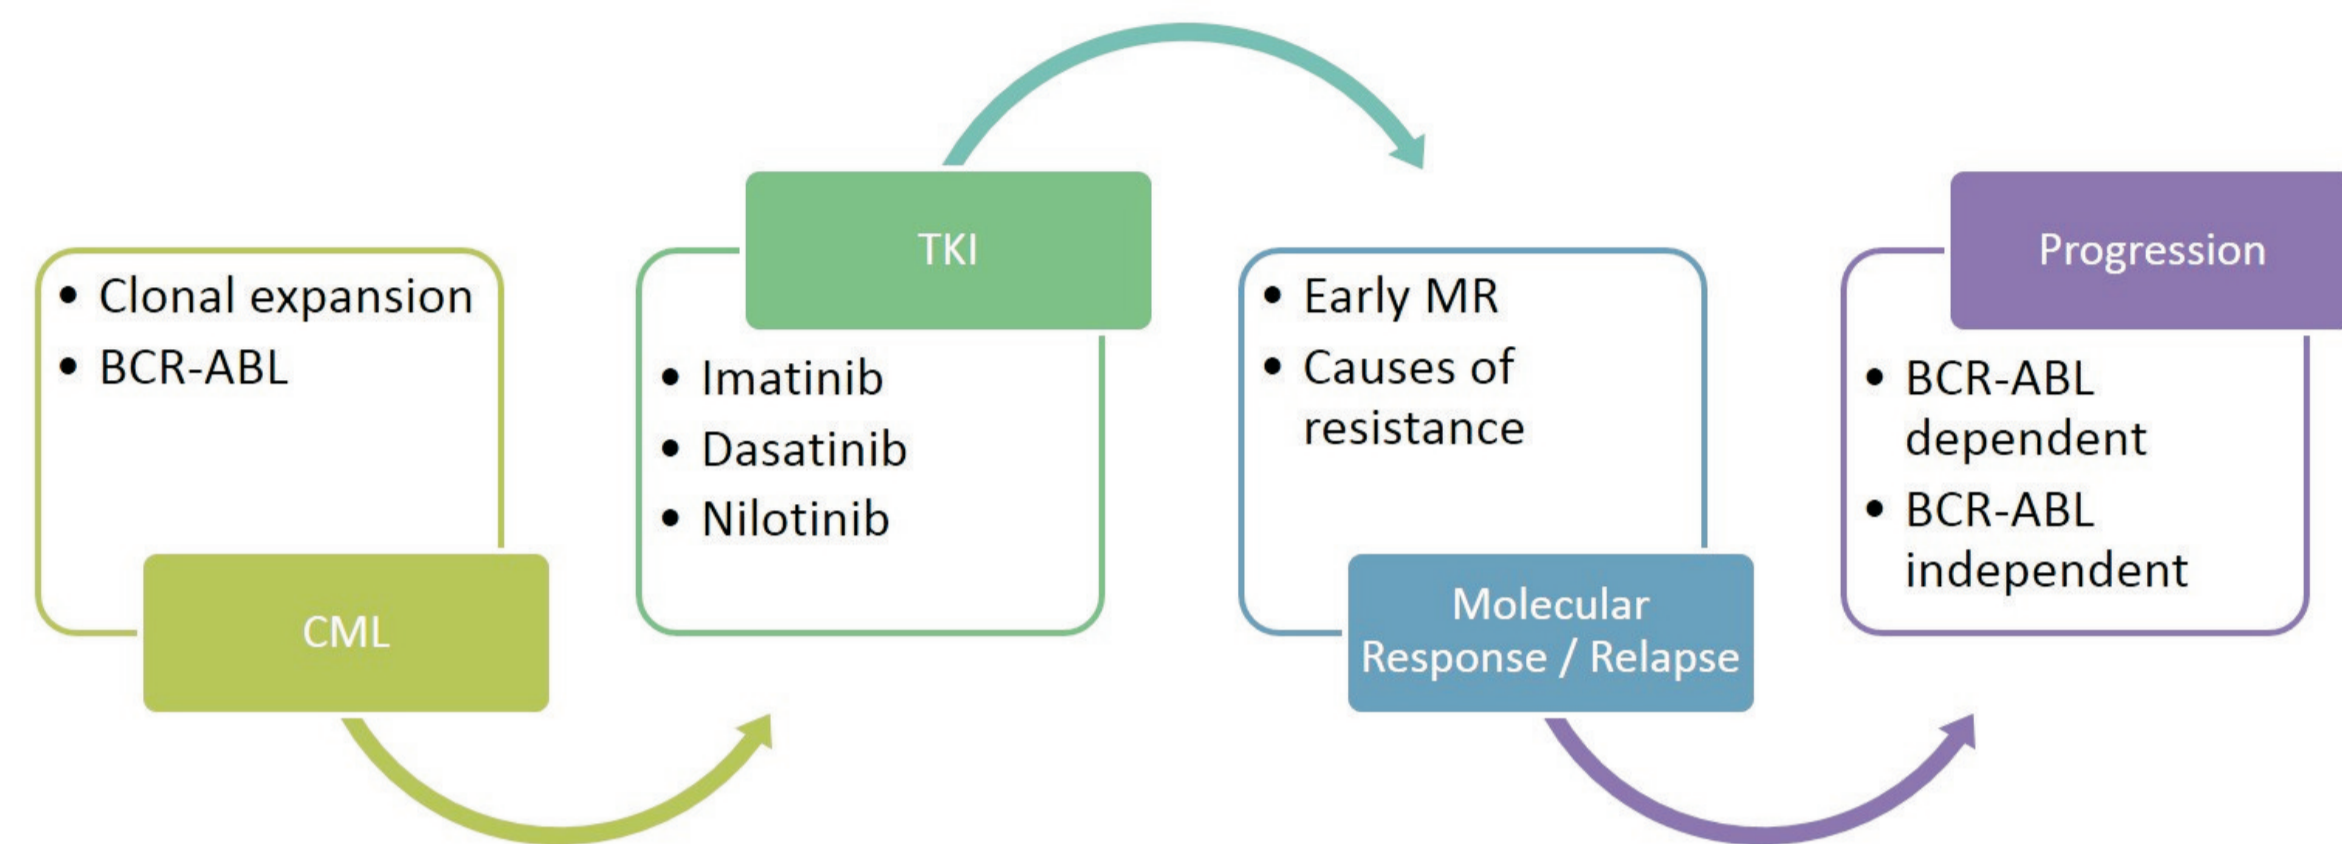 • Clonal expansion
• BCR-ABL
CML
TKI
• Imatinib
• Dasatinib
• Nilotinib
• Early MR
• Causes of
resistance
Molecular
Response / Relapse
Progression
• BCR-ABL
dependent
• BCR-ABL
independent